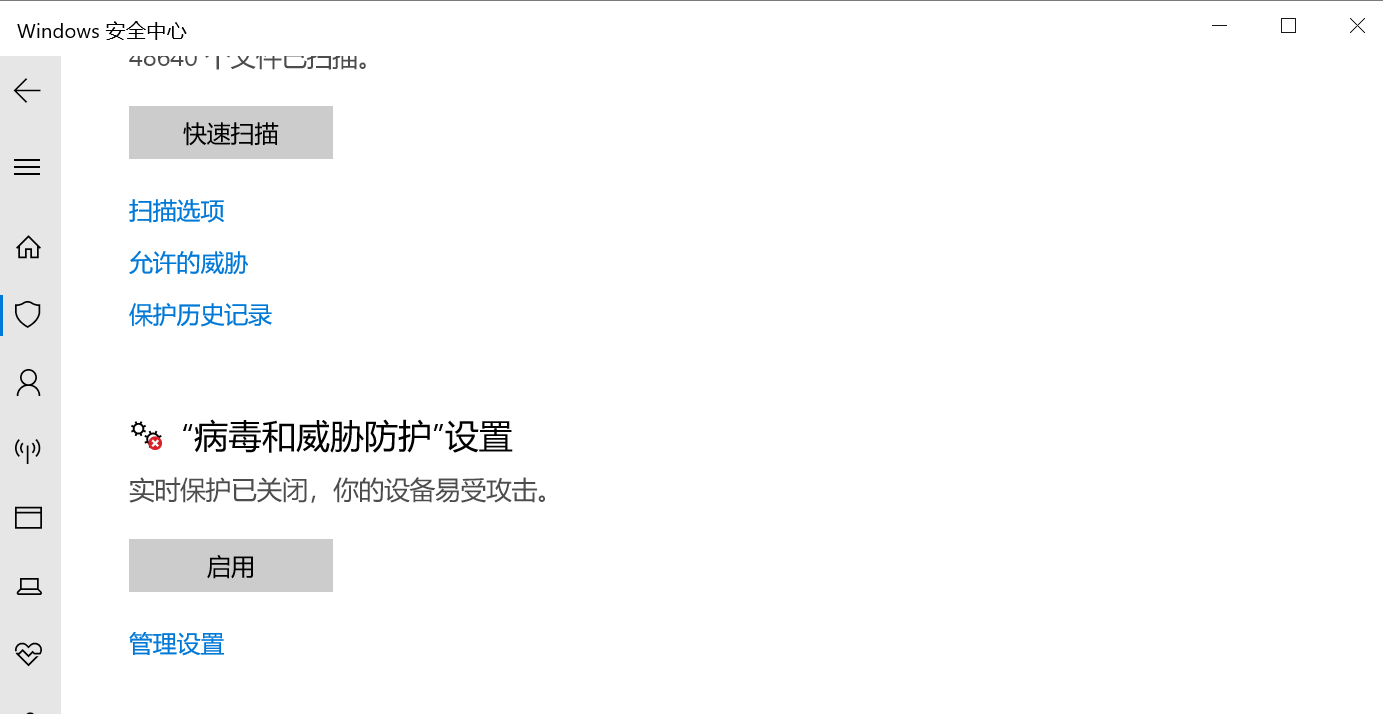 Windows 安全中心
48640 个文件已扫描。
快速扫描
扫描选项
允许的威胁
保护历史记录
“病毒和威胁防护”设置
实时保护已关闭，你的设备易受攻击。
启用
管理设置